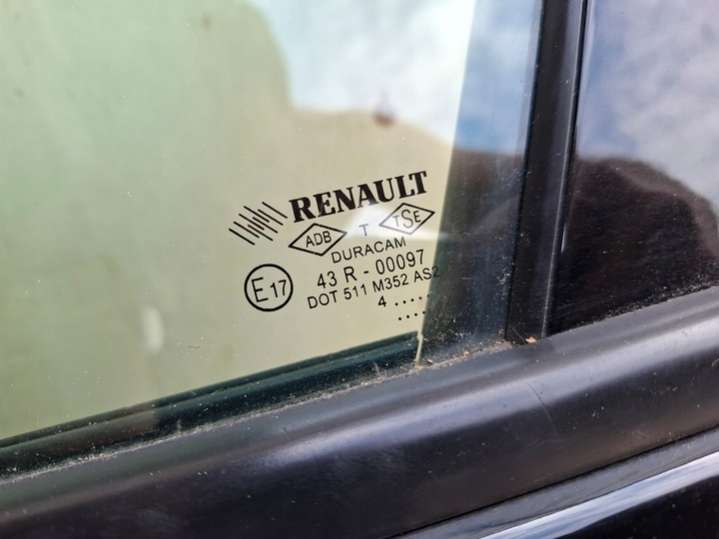 RENAULT
ADB T TSE
DURACAM
E17 43 R - 00097
DOT 511 M352 AS2
4 .....
.....